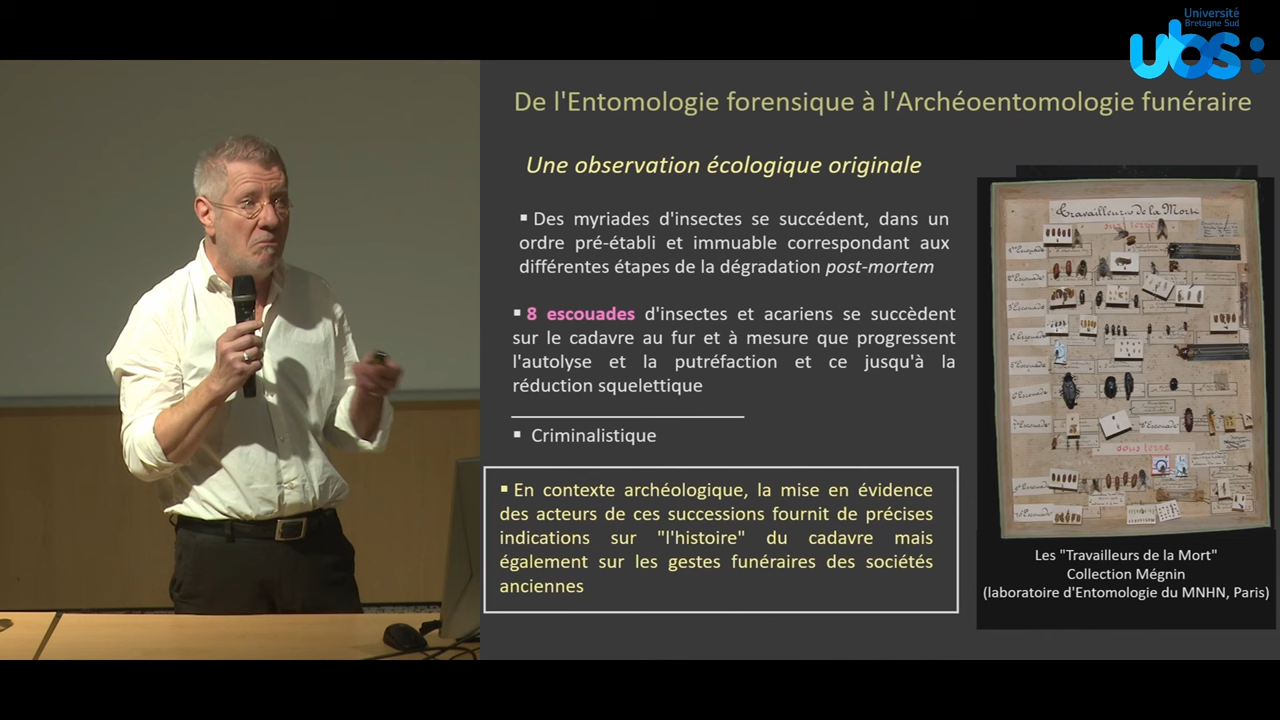 Université
Bretagne Sud
ubs:
De l'Entomologie forensique à l'Archéoentomologie funéraire
Une observation écologique originale
▪ Des myriades d'insectes se succédent, dans un
ordre pré-établi et immuable correspondant aux
différentes étapes de la dégradation post-mortem
▪ 8 escouades d'insectes et acariens se succèdent
sur le cadavre au fur et à mesure que progressent
l'autolyse et la putréfaction et ce jusqu'à la
réduction squelettique
▪ Criminalistique
▪ En contexte archéologique, la mise en évidence
des acteurs de ces successions fournit de précises
indications sur "l'histoire" du cadavre mais
également sur les gestes funéraires des sociétés
anciennes
Travailleurs de la Mort
sous terre
Les "Travailleurs de la Mort"
Collection Mégnin
(laboratoire d'Entomologie du MNHN, Paris)